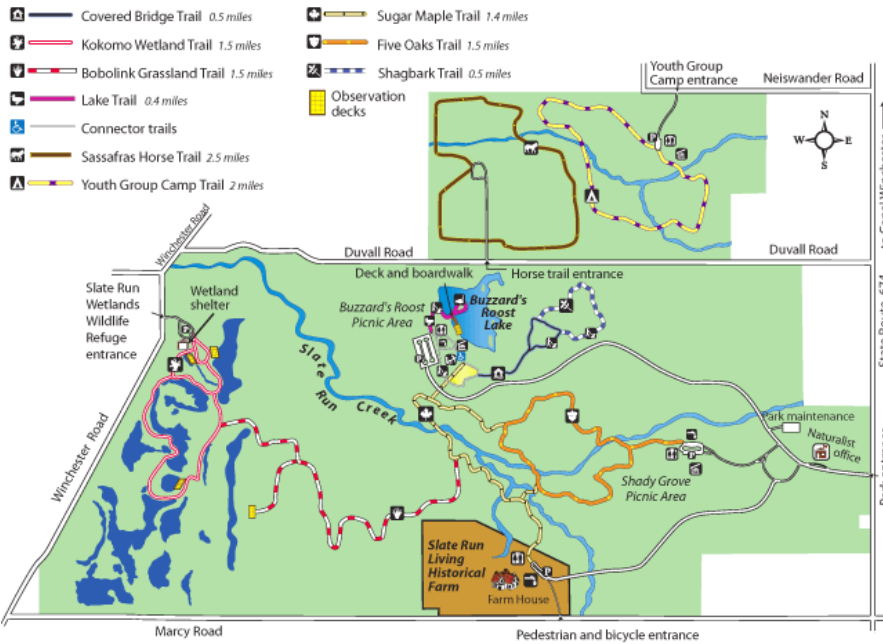 Covered Bridge Trail 0.5 miles
Kokomo Wetland Trail 1.5 miles
Bobolink Grassland Trail 1.5 miles
Lake Trail 0.4 miles
Connector trails
Sassafras Horse Trail 2.5 miles
Youth Group Camp Trail 2 miles
Sugar Maple Trail 1.4 miles
Five Oaks Trail 1.5 miles
Shagbark Trail 0.5 miles
Observation
decks
Youth Group
Camp entrance
Neiswander Road
N
W E
S
P
Winchester Road
Duvall Road
Duvall Road
Deck and boardwalk
Horse trail entrance
Slate Run
Wetlands
Wildlife
Refuge
entrance
Wetland
shelter
Buzzard's Roost
Picnic Area
Buzzard's
Roost
Lake
Slate Run Creek
Winchester Road
Park maintenance
Naturalist
office
Shady Grove
Picnic Area
Slate Run
Living
Historical
Farm
P
Farm House
Marcy Road
Pedestrian and bicycle entrance